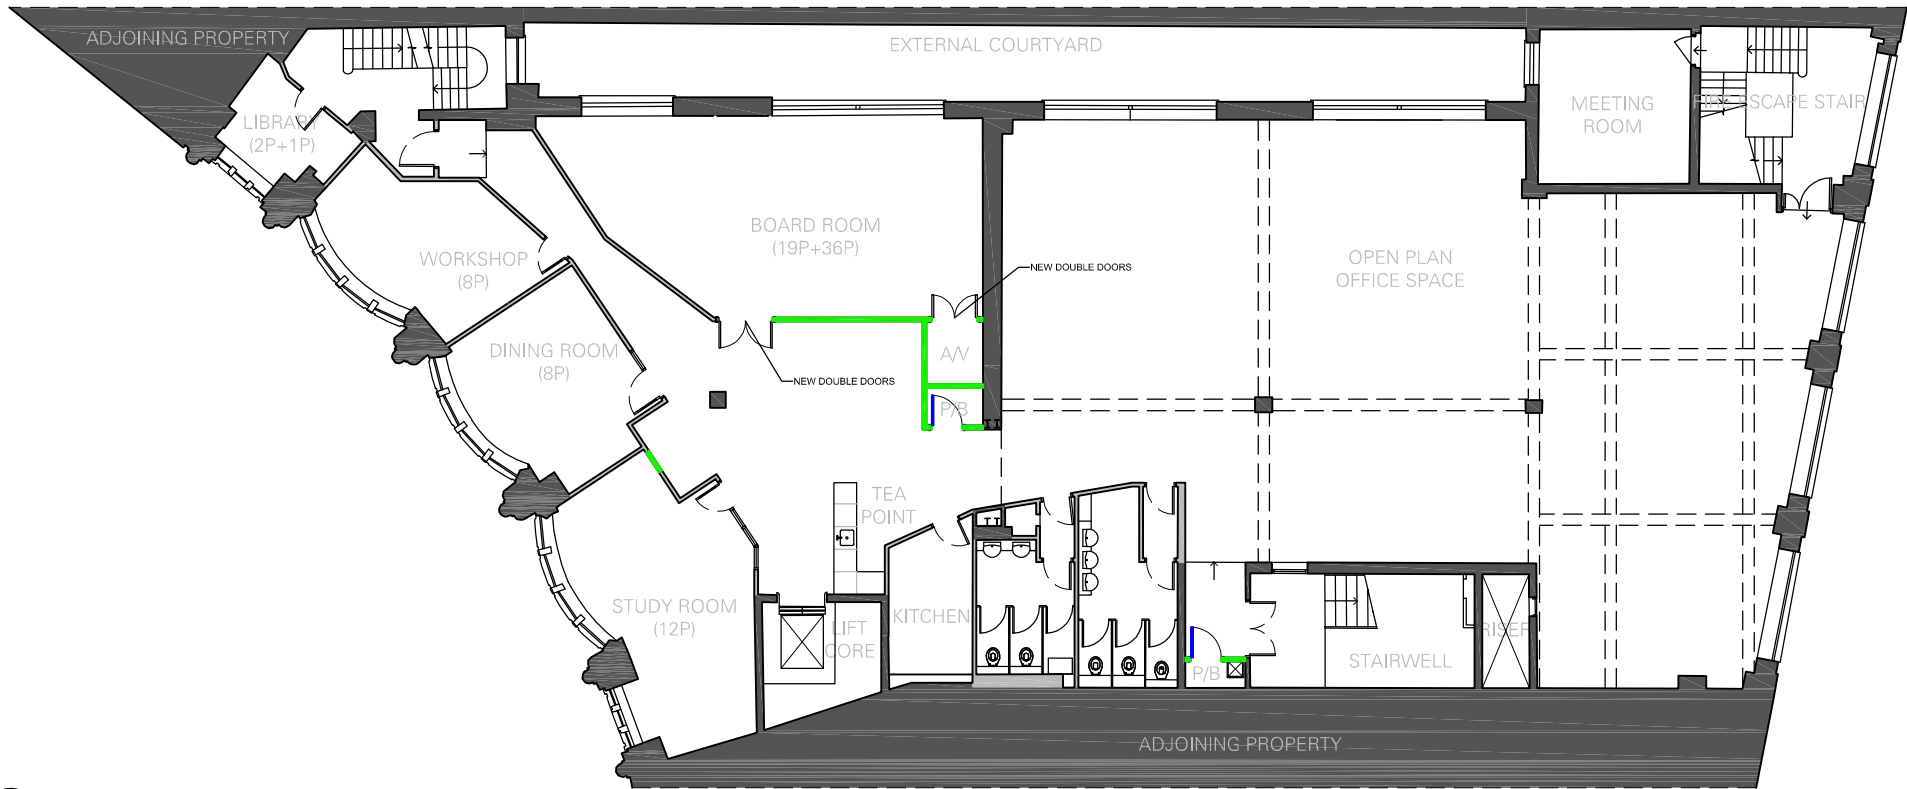 ADJOINING PROPERTY
EXTERNAL COURTYARD
LIBRARY
(2P+1P)
MEETING
ROOM
FIRE ESCAPE STAIR
BOARD ROOM
(19P+36P)
WORKSHOP
(8P)
NEW DOUBLE DOORS
OPEN PLAN
OFFICE SPACE
DINING ROOM
(8P)
A/V
NEW DOUBLE DOORS
P/B
TEA
POINT
STUDY ROOM
(12P)
LIFT
CORE
KITCHEN
RISER
STAIRWELL
P/B
ADJOINING PROPERTY